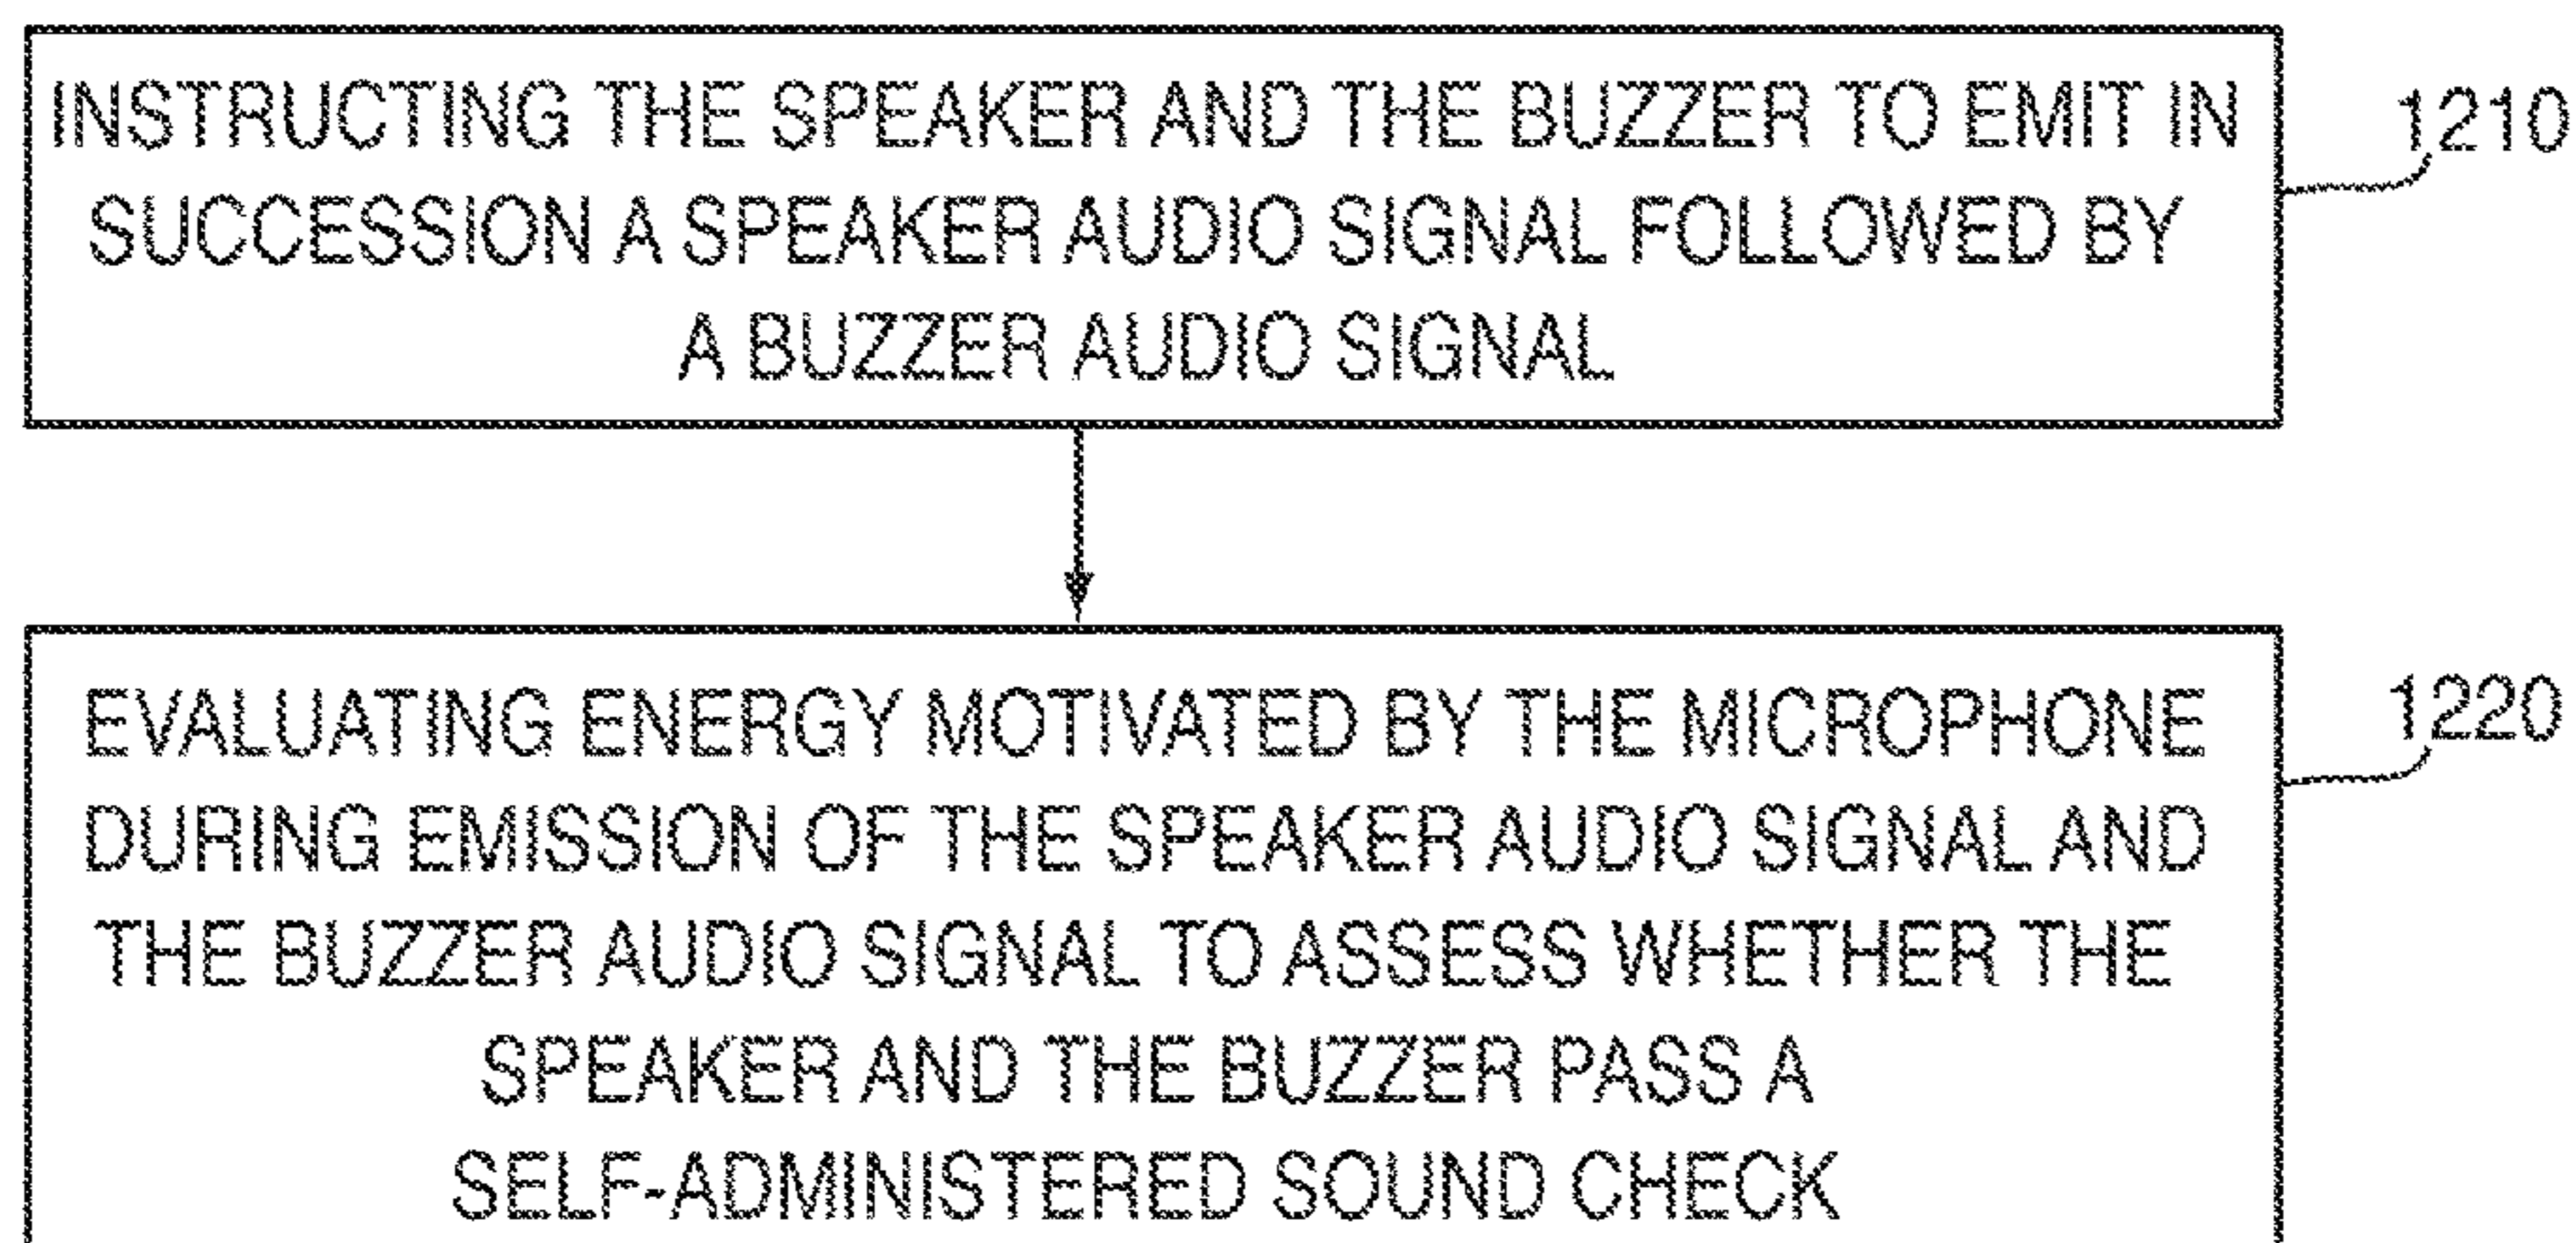 INSTRUCTING THE SPEAKER AND THE BUZZER TO EMIT IN
SUCCESSION A SPEAKER AUDIO SIGNAL FOLLOWED BY
A BUZZER AUDIO SIGNAL
1210
EVALUATING ENERGY MOTIVATED BY THE MICROPHONE
DURING EMISSION OF THE SPEAKER AUDIO SIGNAL AND
THE BUZZER AUDIO SIGNAL TO ASSESS WHETHER THE
SPEAKER AND THE BUZZER PASS A
SELF-ADMINISTERED SOUND CHECK
1220